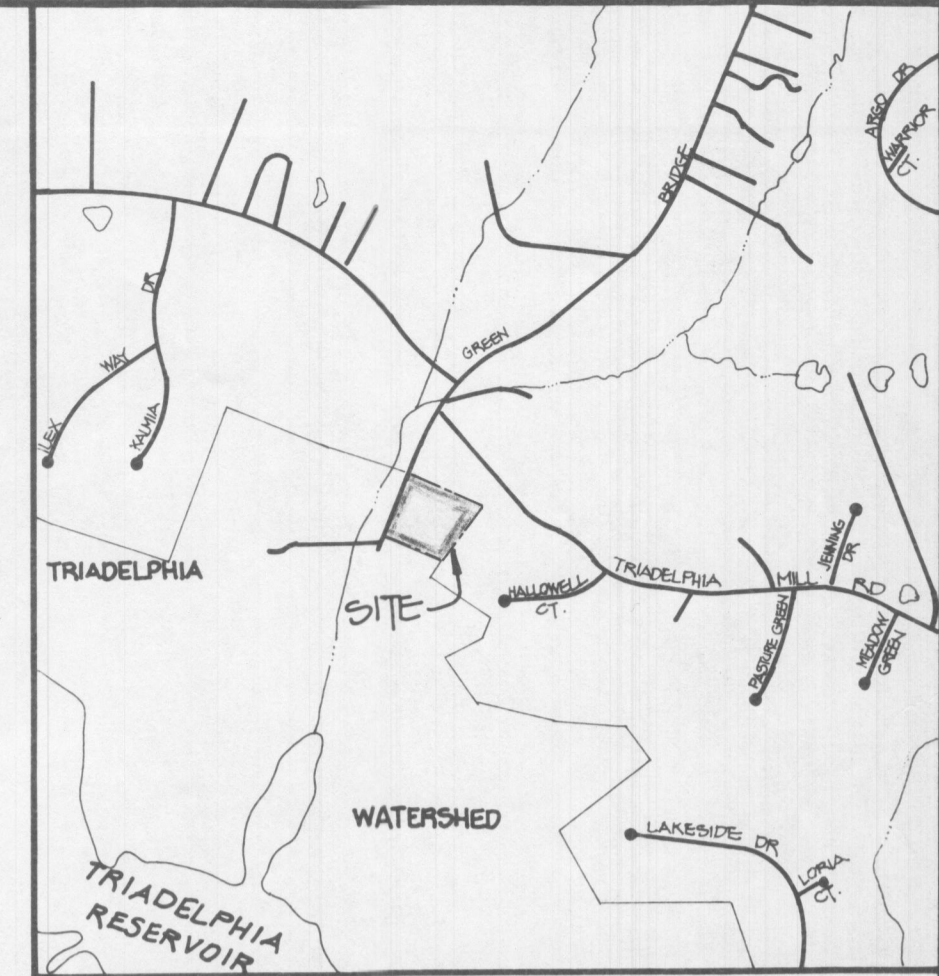 ARGO DR
WARRIOR
CT.
BRIDGE
GREEN
DR
WAY
ILEX
KALMIA
TRIADELPHIA
SITE
HALLOWELL
CT.
TRIADELPHIA MILL RD
JENNING
DR
PASTURE GREEN
MEADOW
GREEN
WATERSHED
LAKESIDE DR
LORIA
CT.
TRIADELPHIA
RESERVOIR